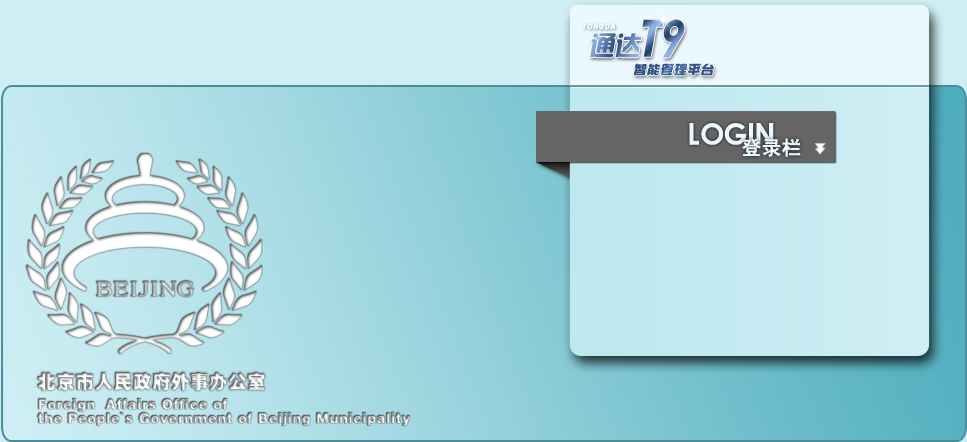 TONGDA
通达T9
智能管理平台
LOGIN
登录栏
BEIJING
北京市人民政府外事办公室
Foreign Affairs Office of
the People`s Government of Beijing Municipality